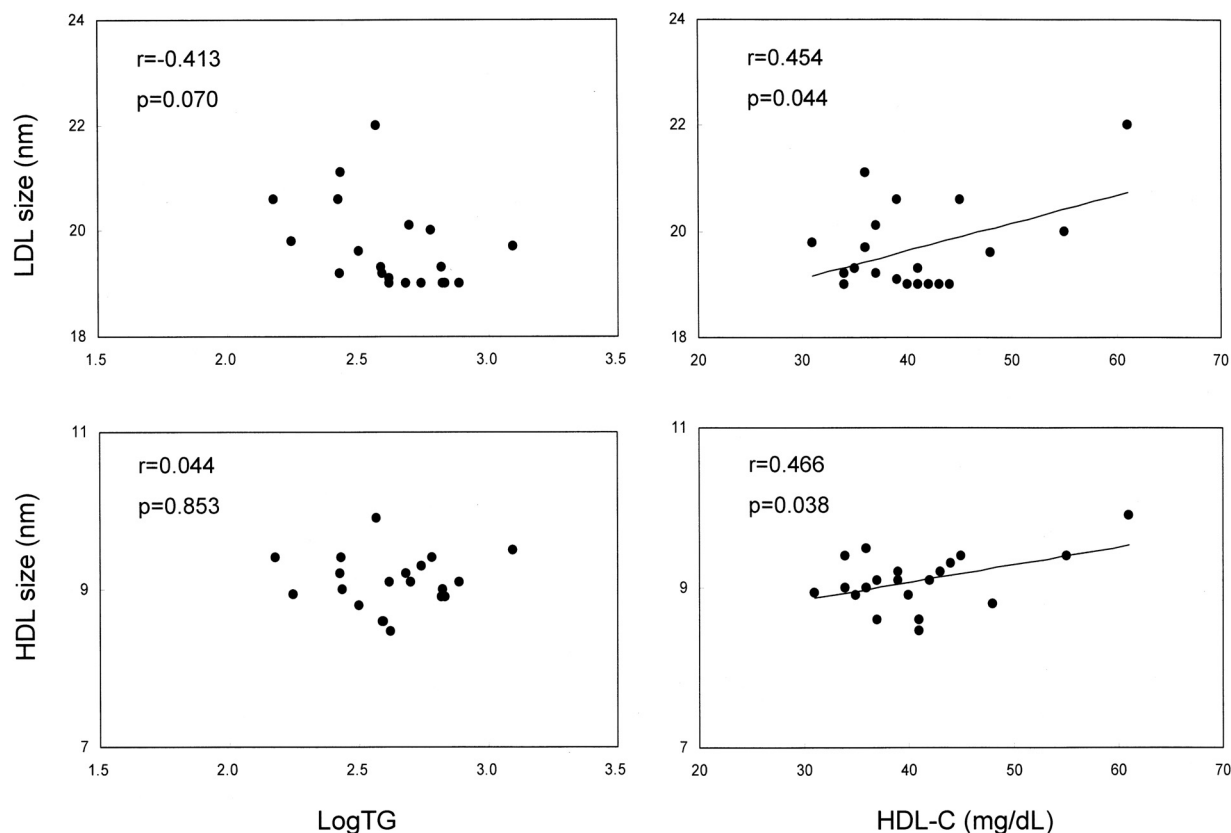 24
22
20
18
LDL size (nm)
r=-0.413
p=0.070
1.5 2.0 2.5 3.0 3.5
24
22
20
18
r=0.454
p=0.044
20 30 40 50 60 70
11
9
7
HDL size (nm)
r=0.044
p=0.853
1.5 2.0 2.5 3.0 3.5
LogTG
11
9
7
r=0.466
p=0.038
20 30 40 50 60 70
HDL-C (mg/dL)